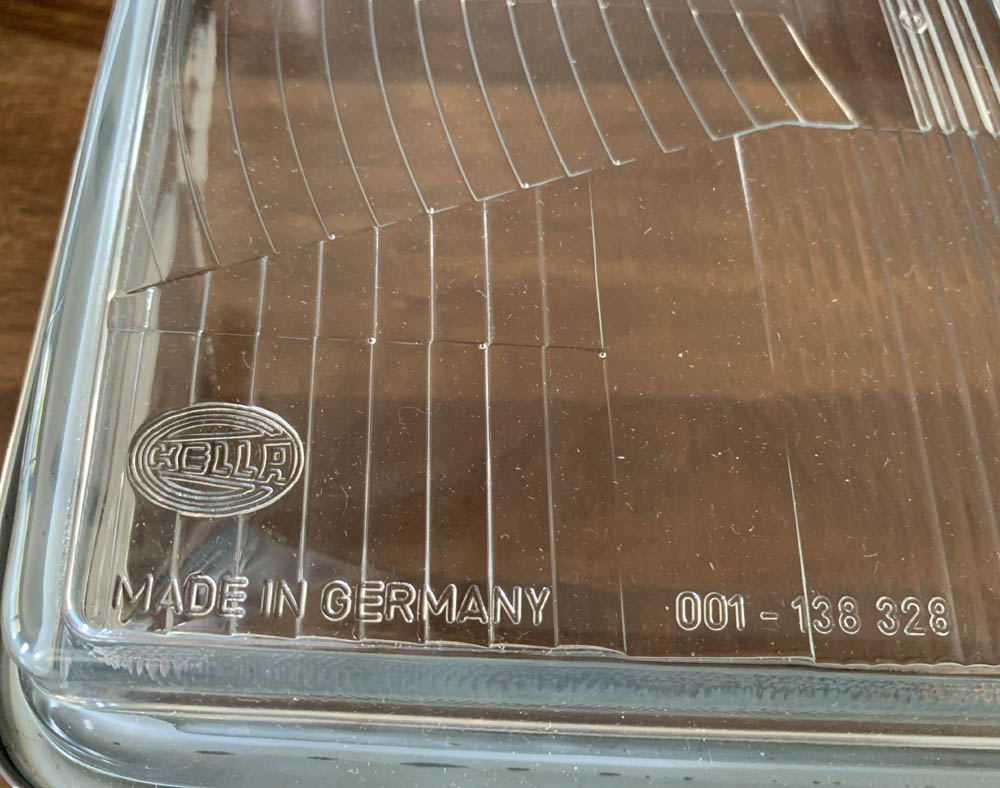 HELLA
MADE IN GERMANY
001 - 138 328